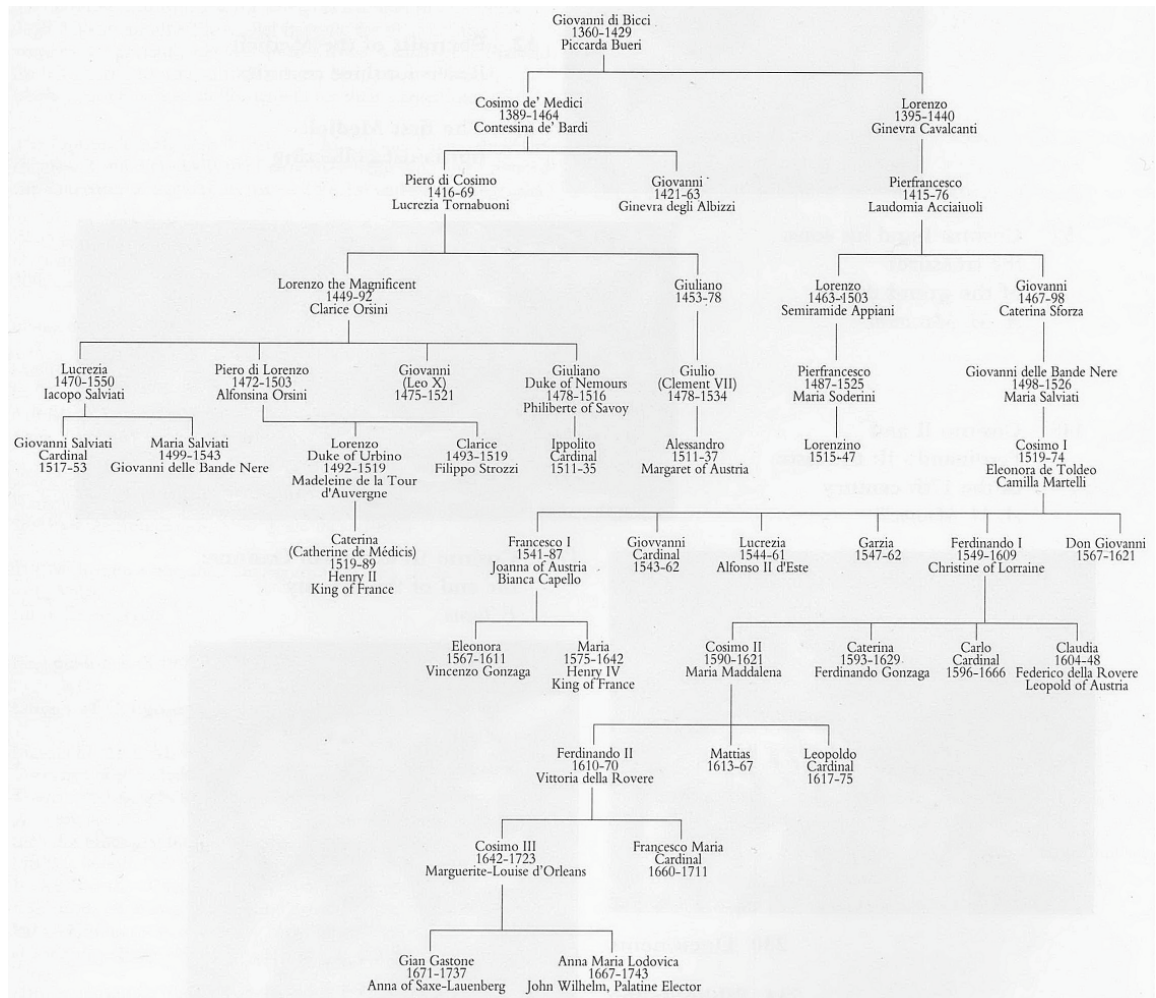 Giovanni di Bicci
1360-1429
Piccarda Bueri
Cosimo de' Medici
1389-1464
Contessina de' Bardi
Lorenzo
1395-1440
Ginevra Cavalcanti
Piero di Cosimo
1416-69
Lucrezia Tornabuoni
Giovanni
1421-63
Ginevra degli Albizzi
Pierfrancesco
1415-76
Laudomia Acciaiuoli
Lorenzo the Magnificent
1449-92
Clarice Orsini
Giuliano
1453-78
Lorenzo
1463-1503
Semiramide Appiani
Giovanni
1467-98
Caterina Sforza
Lucrezia
1470-1550
Iacopo Salviati
Piero di Lorenzo
1472-1503
Alfonsina Orsini
Giovanni
(Leo X)
1475-1521
Giuliano
Duke of Nemours
1478-1516
Philiberte of Savoy
Giulio
(Clement VII)
1478-1534
Pierfrancesco
1487-1525
Maria Soderini
Giovanni delle Bande Nere
1498-1526
Maria Salviati
Giovanni Salviati
Cardinal
1517-53
Maria Salviati
1499-1543
Giovanni delle Bande Nere
Lorenzo
Duke of Urbino
1492-1519
Madeleine de la Tour
d'Auvergne
Clarice
1493-1519
Filippo Strozzi
Ippolito
Cardinal
1511-35
Alessandro
1511-37
Margaret of Austria
Lorenzino
1515-47
Cosimo I
1519-74
Eleonora de Toldeo
Camilla Martelli
Caterina
(Catherine de Médicis)
1519-89
Henry II
King of France
Francesco I
1541-87
Joanna of Austria
Bianca Capello
Giovvanni
Cardinal
1543-62
Lucrezia
1544-61
Alfonso II d'Este
Garzia
1547-62
Ferdinando I
1549-1609
Christine of Lorraine
Don Giovanni
1567-1621
Eleonora
1567-1611
Vincenzo Gonzaga
Maria
1575-1642
Henry IV
King of France
Cosimo II
1590-1621
Maria Maddalena
Caterina
1593-1629
Ferdinando Gonzaga
Carlo
Cardinal
1596-1666
Claudia
1604-48
Federico della Rovere
Leopold of Austria
Ferdinando II
1610-70
Vittoria della Rovere
Mattias
1613-67
Leopoldo
Cardinal
1617-75
Cosimo III
1642-1723
Marguerite-Louise d'Orleans
Francesco Maria
Cardinal
1660-1711
Gian Gastone
1671-1737
Anna of Saxe-Lauenberg
Anna Maria Lodovica
1667-1743
John Wilhelm, Palatine Elector